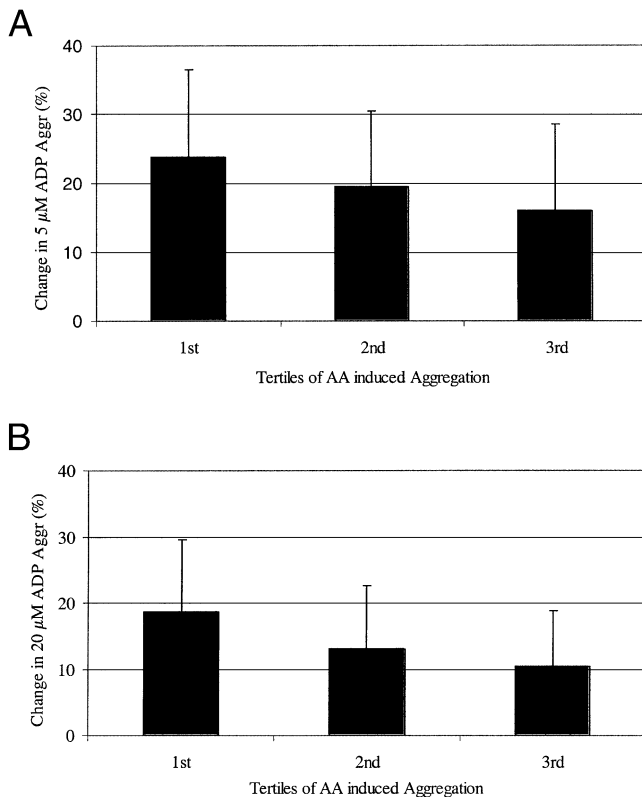 A
Change in 5 µM ADP Aggr (%)
40
30
20
10
0
1st 2nd 3rd
Tertiles of AA induced Aggregation
B
Change in 20 µM ADP Aggr (%)
40
30
20
10
0
1st 2nd 3rd
Tertiles of AA induced Aggregation